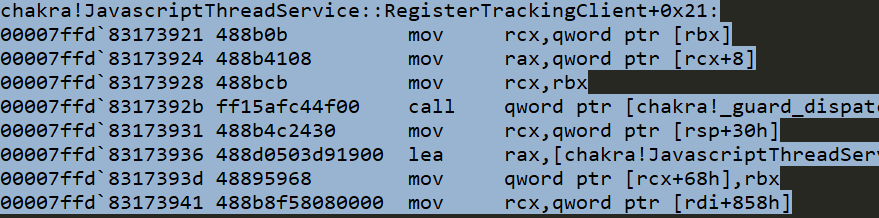 chakra!JavascriptThreadService::RegisterTrackingClient+0x21:
00007ffd`83173921 488b0b mov rcx,qword ptr [rbx]
00007ffd`83173924 488b4108 mov rax,qword ptr [rcx+8]
00007ffd`83173928 488bcb mov rcx,rbx
00007ffd`8317392b ff15afc44f00 call qword ptr [chakra!_guard_dispatc
00007ffd`83173931 488b4c2430 mov rcx,qword ptr [rsp+30h]
00007ffd`83173936 488d0503d91900 lea rax,[chakra!JavascriptThreadServ
00007ffd`8317393d 48895968 mov qword ptr [rcx+68h],rbx
00007ffd`83173941 488b8f58080000 mov rcx,qword ptr [rdi+858h]